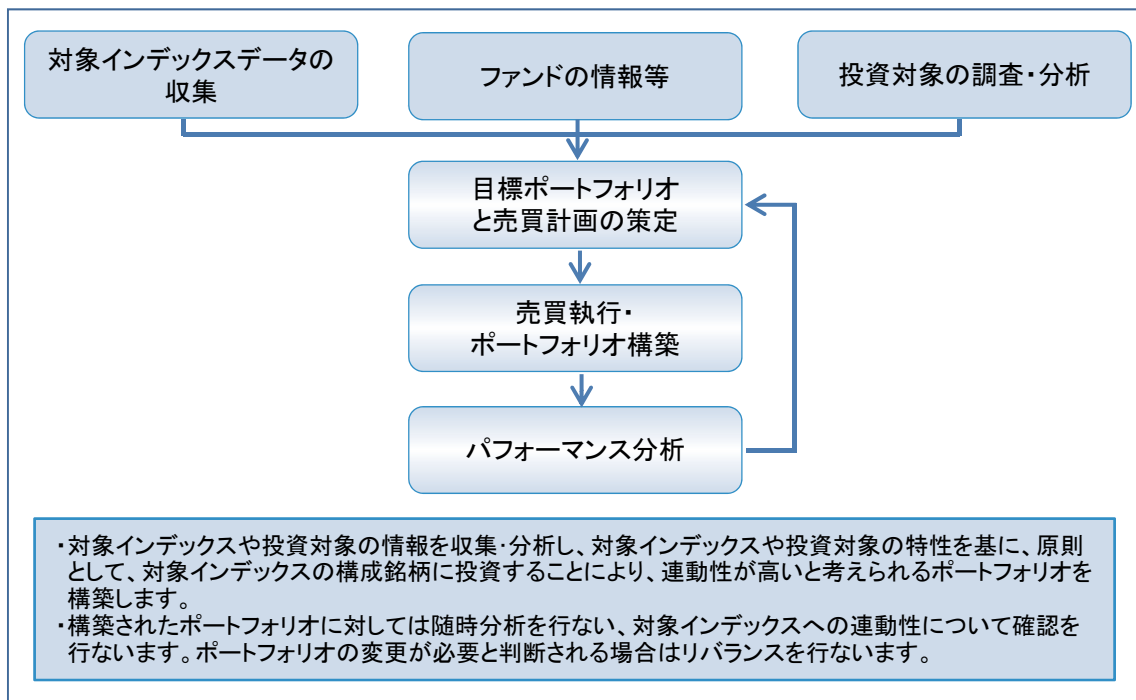 対象インデックスデータの
収集
ファンドの情報等
投資対象の調査・分析
目標ポートフォリオ
と売買計画の策定
売買執行・
ポートフォリオ構築
パフォーマンス分析
・対象インデックスや投資対象の情報を収集・分析し、対象インデックスや投資対象の特性を基に、原則
として、対象インデックスの構成銘柄に投資することにより、連動性が高いと考えられるポートフォリオを
構築します。
・構築されたポートフォリオに対しては随時分析を行ない、対象インデックスへの連動性について確認を
行ないます。ポートフォリオの変更が必要と判断される場合はリバランスを行ないます。